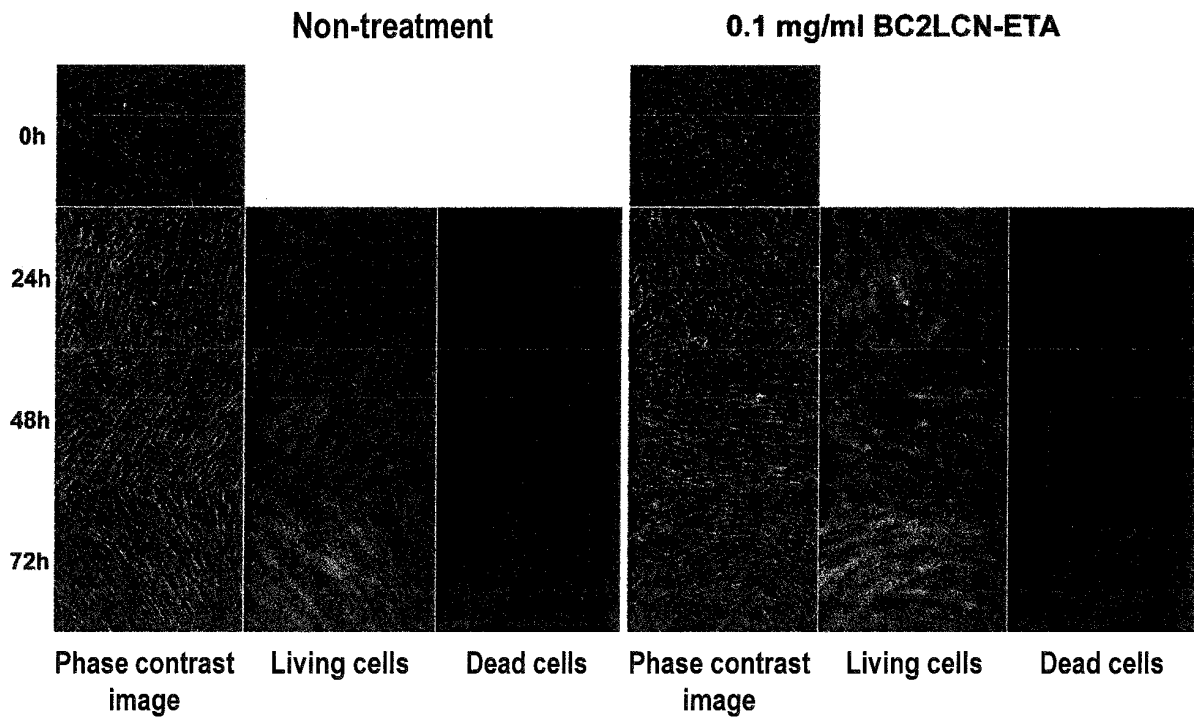 Non-treatment
0.1 mg/ml BC2LCN-ETA
0h
24h
48h
72h
Phase contrast image
Living cells
Dead cells
Phase contrast image
Living cells
Dead cells